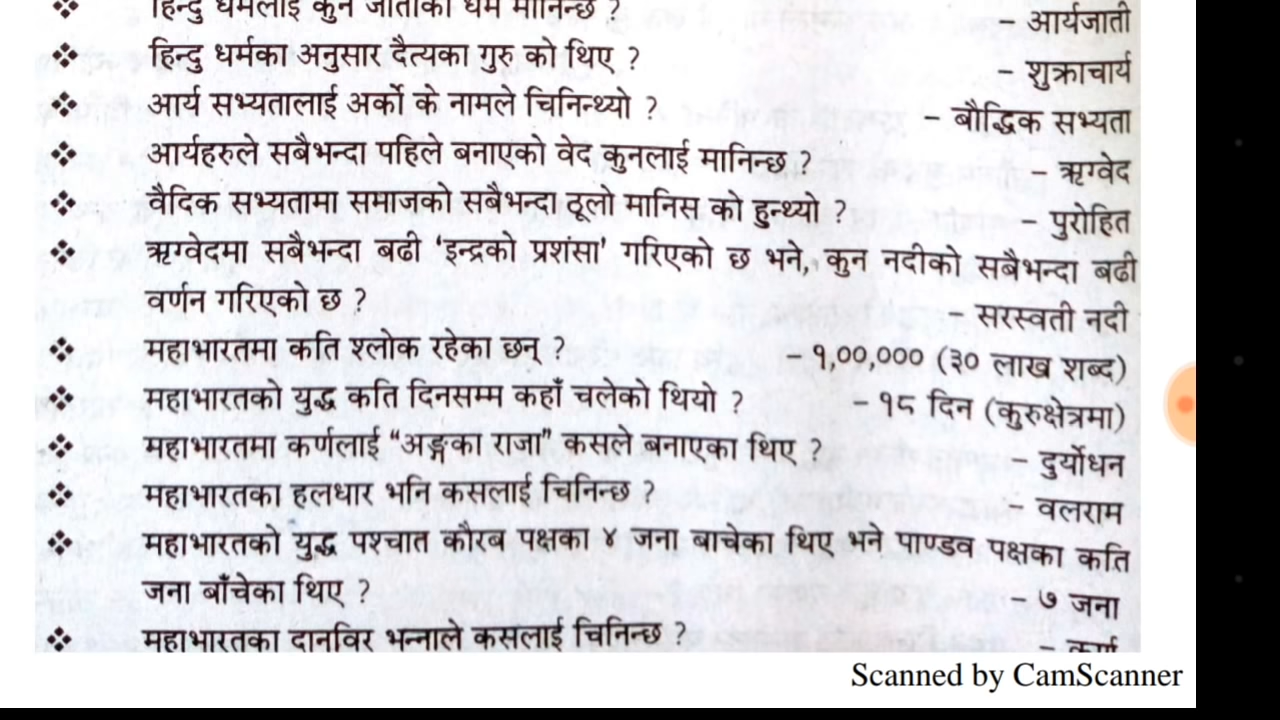 ❖ हिन्दु धर्मलाई कुन जातीको धर्म मानिन्छ ? – आर्यजाती
❖ हिन्दु धर्मका अनुसार दैत्यका गुरु को थिए ? – शुक्राचार्य
❖ आर्य सभ्यतालाई अर्को के नामले चिनिन्थ्यो ? – बौद्धिक सभ्यता
❖ आर्यहरुले सबैभन्दा पहिले बनाएको वेद कुनलाई मानिन्छ ? – ऋग्वेद
❖ वैदिक सभ्यतामा समाजको सबैभन्दा ठूलो मानिस को हुन्थ्यो ? – पुरोहित
❖ ऋग्वेदमा सबैभन्दा बढी 'इन्द्रको प्रशंसा' गरिएको छ भने, कुन नदीको सबैभन्दा बढी
वर्णन गरिएको छ ? – सरस्वती नदी
❖ महाभारतमा कति श्लोक रहेका छन् ? – १,००,००० (३० लाख शब्द)
❖ महाभारतको युद्ध कति दिनसम्म कहाँ चलेको थियो ? – १८ दिन (कुरुक्षेत्रमा)
❖ महाभारतमा कर्णलाई "अङ्गका राजा" कसले बनाएका थिए ? – दुर्योधन
❖ महाभारतका हलधार भनि कसलाई चिनिन्छ ? – वलराम
❖ महाभारतको युद्ध पश्चात कौरब पक्षका ४ जना बाचेका थिए भने पाण्डव पक्षका कति
जना बाँचेका थिए ? – ७ जना
❖ महाभारतका दानविर भन्नाले कसलाई चिनिन्छ ? – कर्ण
Scanned by CamScanner